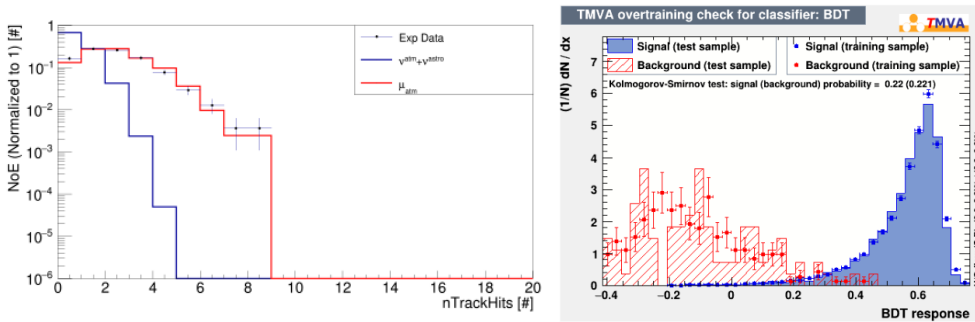 NoE (Normalized to 1) [#]
1
10⁻¹
10⁻²
10⁻³
10⁻⁴
10⁻⁵
10⁻⁶
Exp Data
νᵃᵗᵐ+νᵃˢᵗʳᵒ
μ_atm
0 2 4 6 8 10 12 14 16 18 20
nTrackHits [#]
TMVA overtraining check for classifier: BDT
TMVA
(1/N) dN / dx
Signal (test sample)
Background (test sample)
Signal (training sample)
Background (training sample)
Kolmogorov-Smirnov test: signal (background) probability = 0.22 (0.221)
7
6
5
4
3
2
1
0
−0.4 −0.2 0 0.2 0.4 0.6
BDT response